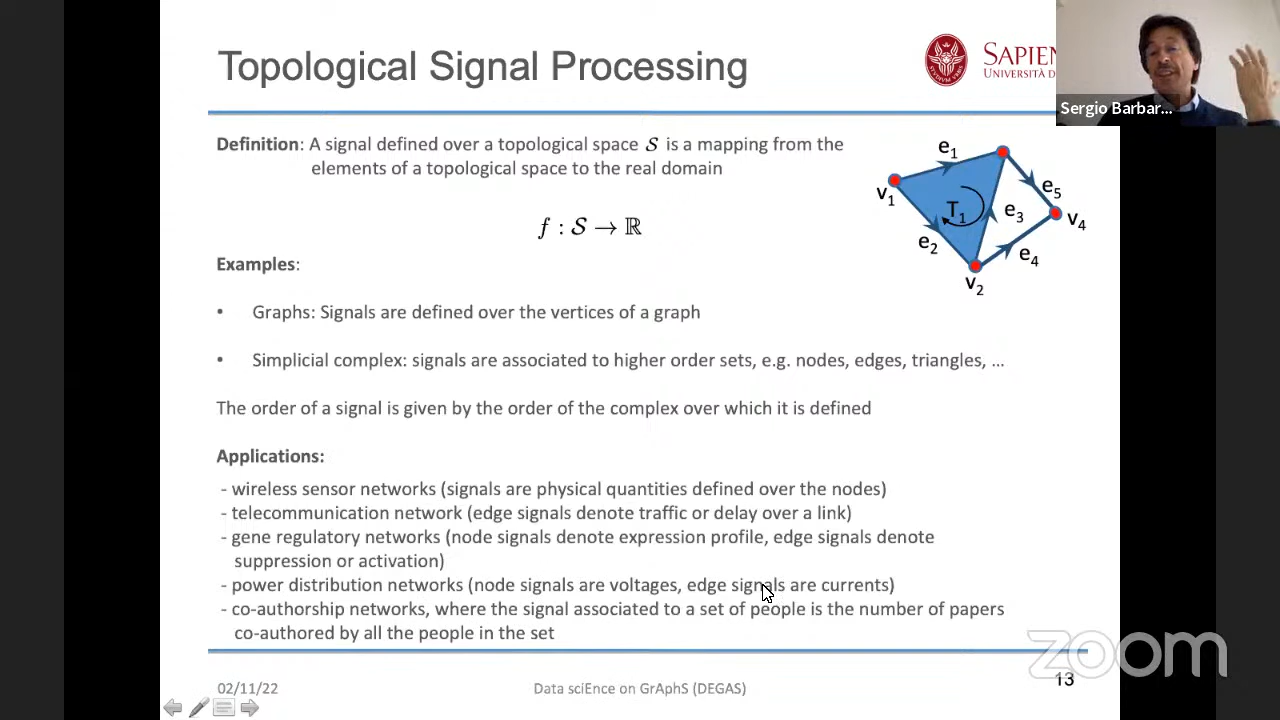 Topological Signal Processing
SAPIEN
UNIVERSITÀ D
Sergio Barbar...
Definition: A signal defined over a topological space 𝒮 is a mapping from the
elements of a topological space to the real domain
f : 𝒮 → ℝ
e1
v1
T1
e2
e3
e5
v4
e4
v2
Examples:
• Graphs: Signals are defined over the vertices of a graph
• Simplicial complex: signals are associated to higher order sets, e.g. nodes, edges, triangles, ...
The order of a signal is given by the order of the complex over which it is defined
Applications:
- wireless sensor networks (signals are physical quantities defined over the nodes)
- telecommunication network (edge signals denote traffic or delay over a link)
- gene regulatory networks (node signals denote expression profile, edge signals denote
suppression or activation)
- power distribution networks (node signals are voltages, edge signals are currents)
- co-authorship networks, where the signal associated to a set of people is the number of papers
co-authored by all the people in the set
zoom
02/11/22
Data sciEnce on GrAphS (DEGAS)
13